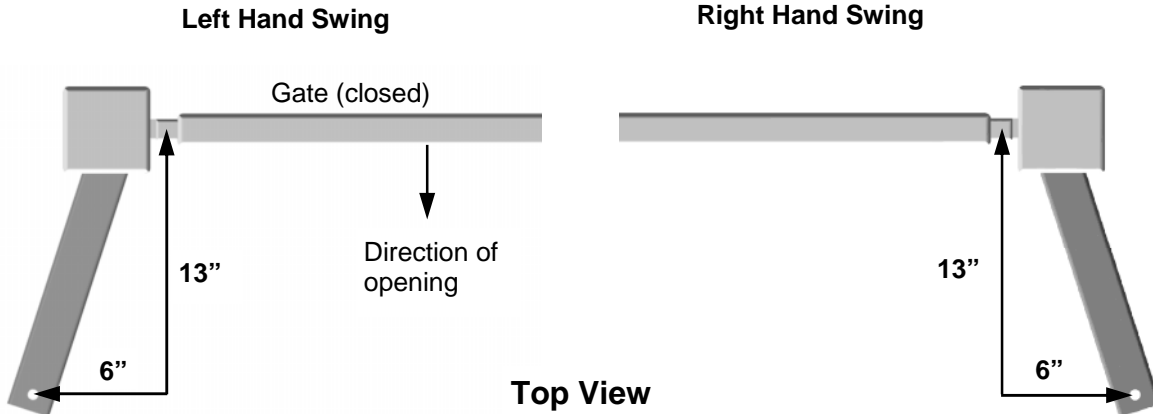 Left Hand Swing
Right Hand Swing
Gate (closed)
Direction of
opening
13”
6”
13”
6”
Top View